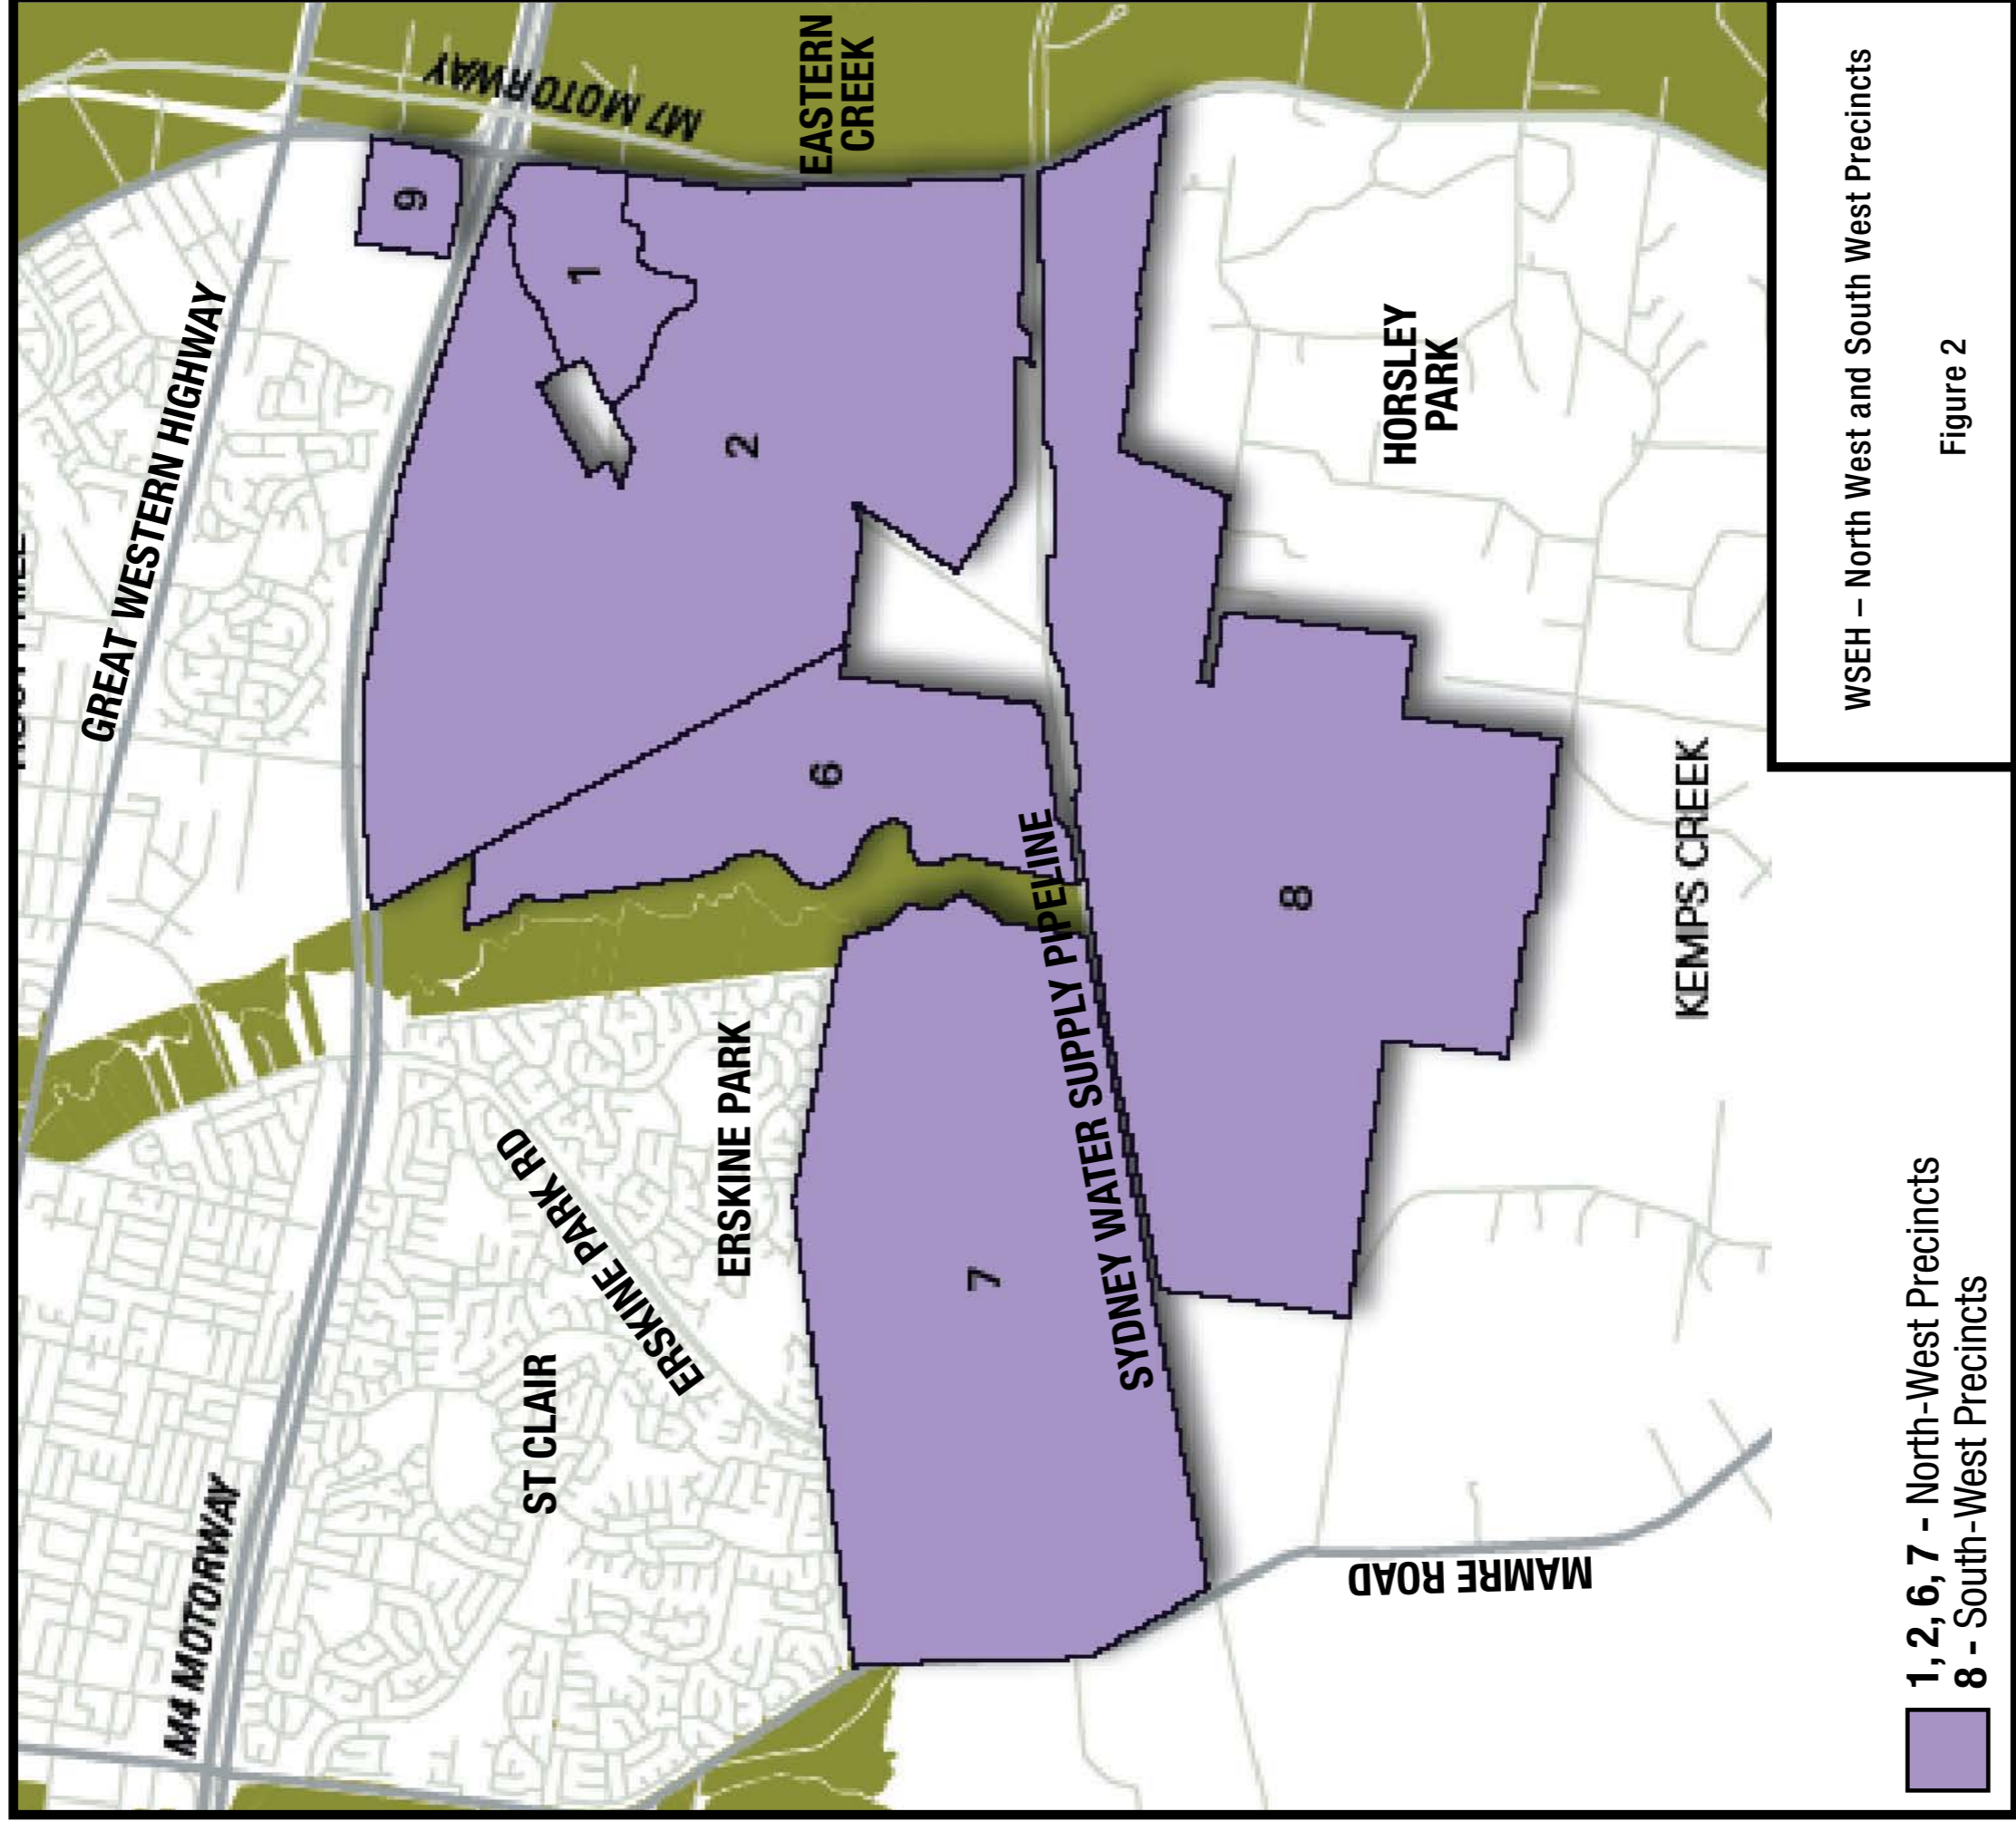 GREAT WESTERN HIGHWAY
M4 MOTORWAY
M7 MOTORWAY
9
1
ST CLAIR
ERSKINE PARK RD
ERSKINE PARK
2
EASTERN
CREEK
6
7
SYDNEY WATER SUPPLY PIPELINE
8
HORSLEY
PARK
MAMRE ROAD
KEMPS CREEK
1, 2, 6, 7 - North-West Precincts
8 - South-West Precincts
WSEH – North West and South West Precincts
Figure 2